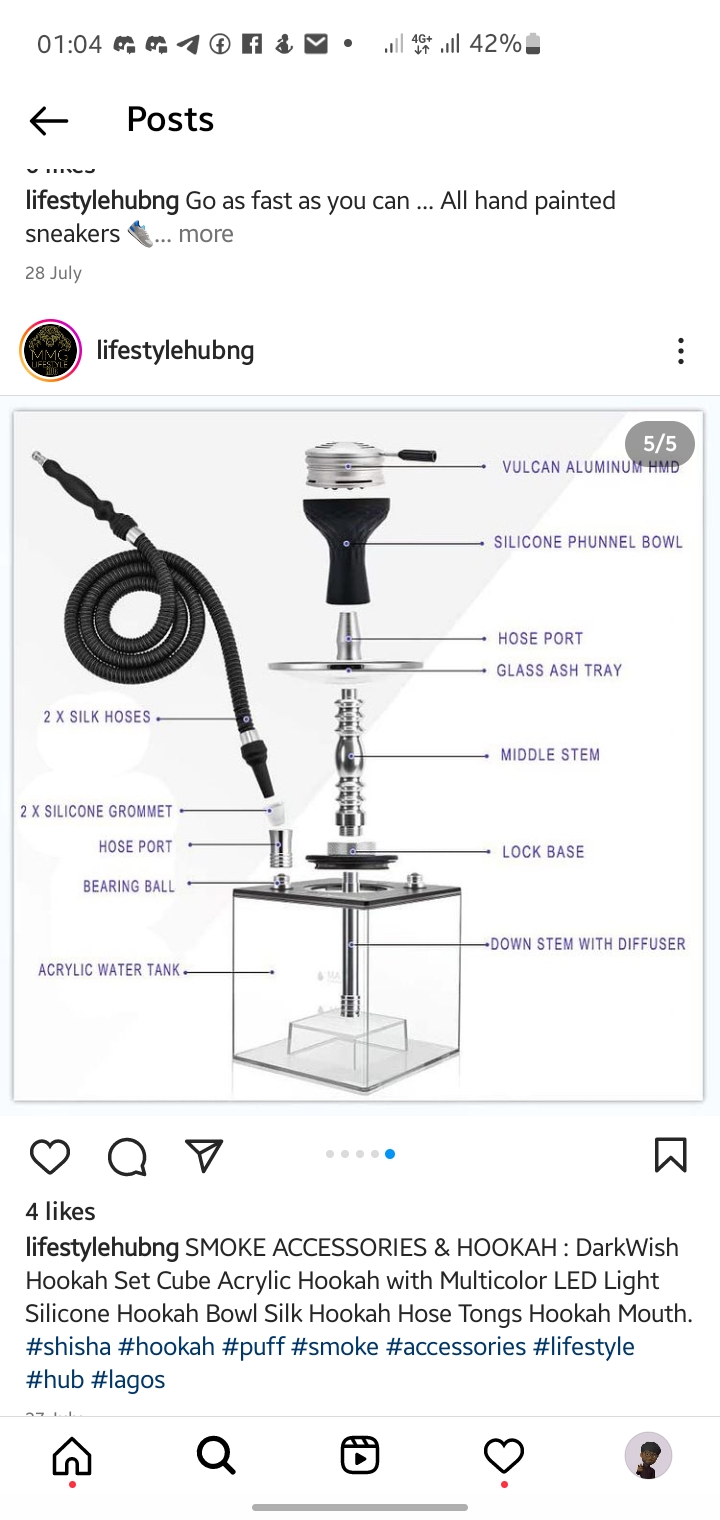 01:04
4G+
42%
Posts
lifestylehubng Go as fast as you can ... All hand painted
sneakers 👟... more
28 July
MMG
LIFESTYLE
HUB
lifestylehubng
5/5
VULCAN ALUMINUM HMD
SILICONE PHUNNEL BOWL
HOSE PORT
GLASS ASH TRAY
2 X SILK HOSES
MIDDLE STEM
2 X SILICONE GROMMET
HOSE PORT
LOCK BASE
BEARING BALL
DOWN STEM WITH DIFFUSER
ACRYLIC WATER TANK
4 likes
lifestylehubng SMOKE ACCESSORIES & HOOKAH : DarkWish
Hookah Set Cube Acrylic Hookah with Multicolor LED Light
Silicone Hookah Bowl Silk Hookah Hose Tongs Hookah Mouth.
#shisha #hookah #puff #smoke #accessories #lifestyle
#hub #lagos